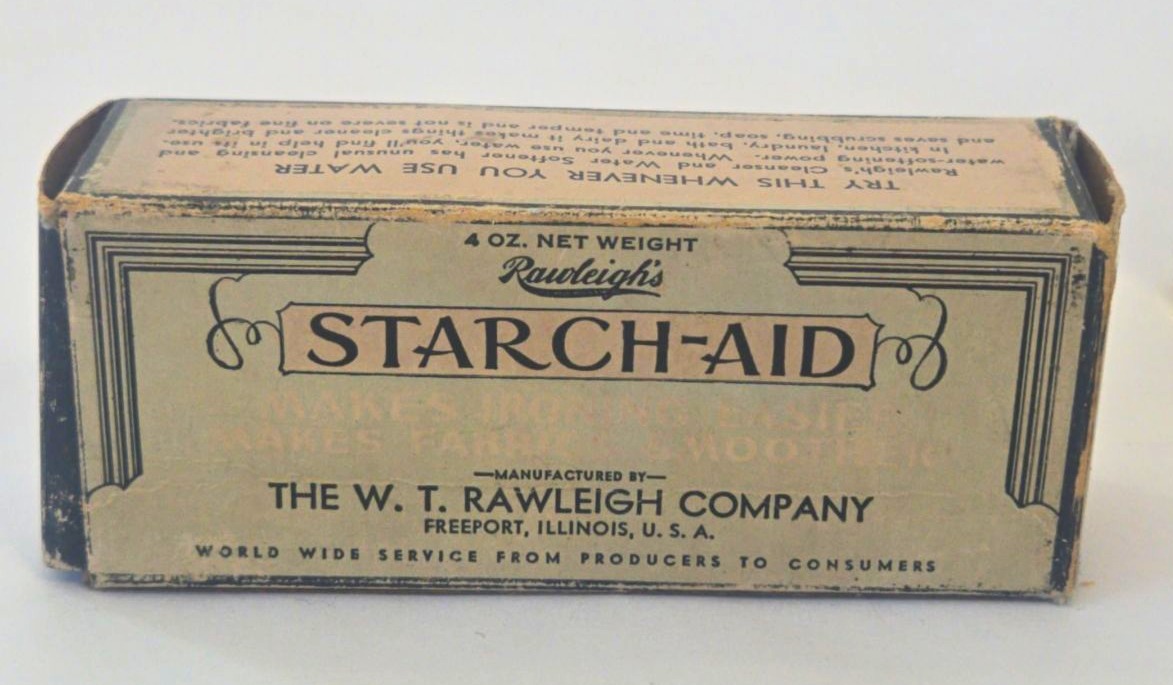 TRY THIS WHENEVER YOU USE WATER
Rawleigh's Cleanser and Water Softener has unusual cleansing and
water-softening power. Whenever you use water, you'll find help in its use.
In kitchen, laundry, bath and dairy it makes things cleaner and brighter
and saves scrubbing, soap, time and temper and is not severe on fine fabrics.
4 OZ. NET WEIGHT
Rawleigh's
STARCH-AID
MAKES IRONING EASIER
MAKES FABRICS SMOOTHER
—MANUFACTURED BY—
THE W. T. RAWLEIGH COMPANY
FREEPORT, ILLINOIS, U. S. A.
WORLD WIDE SERVICE FROM PRODUCERS TO CONSUMERS